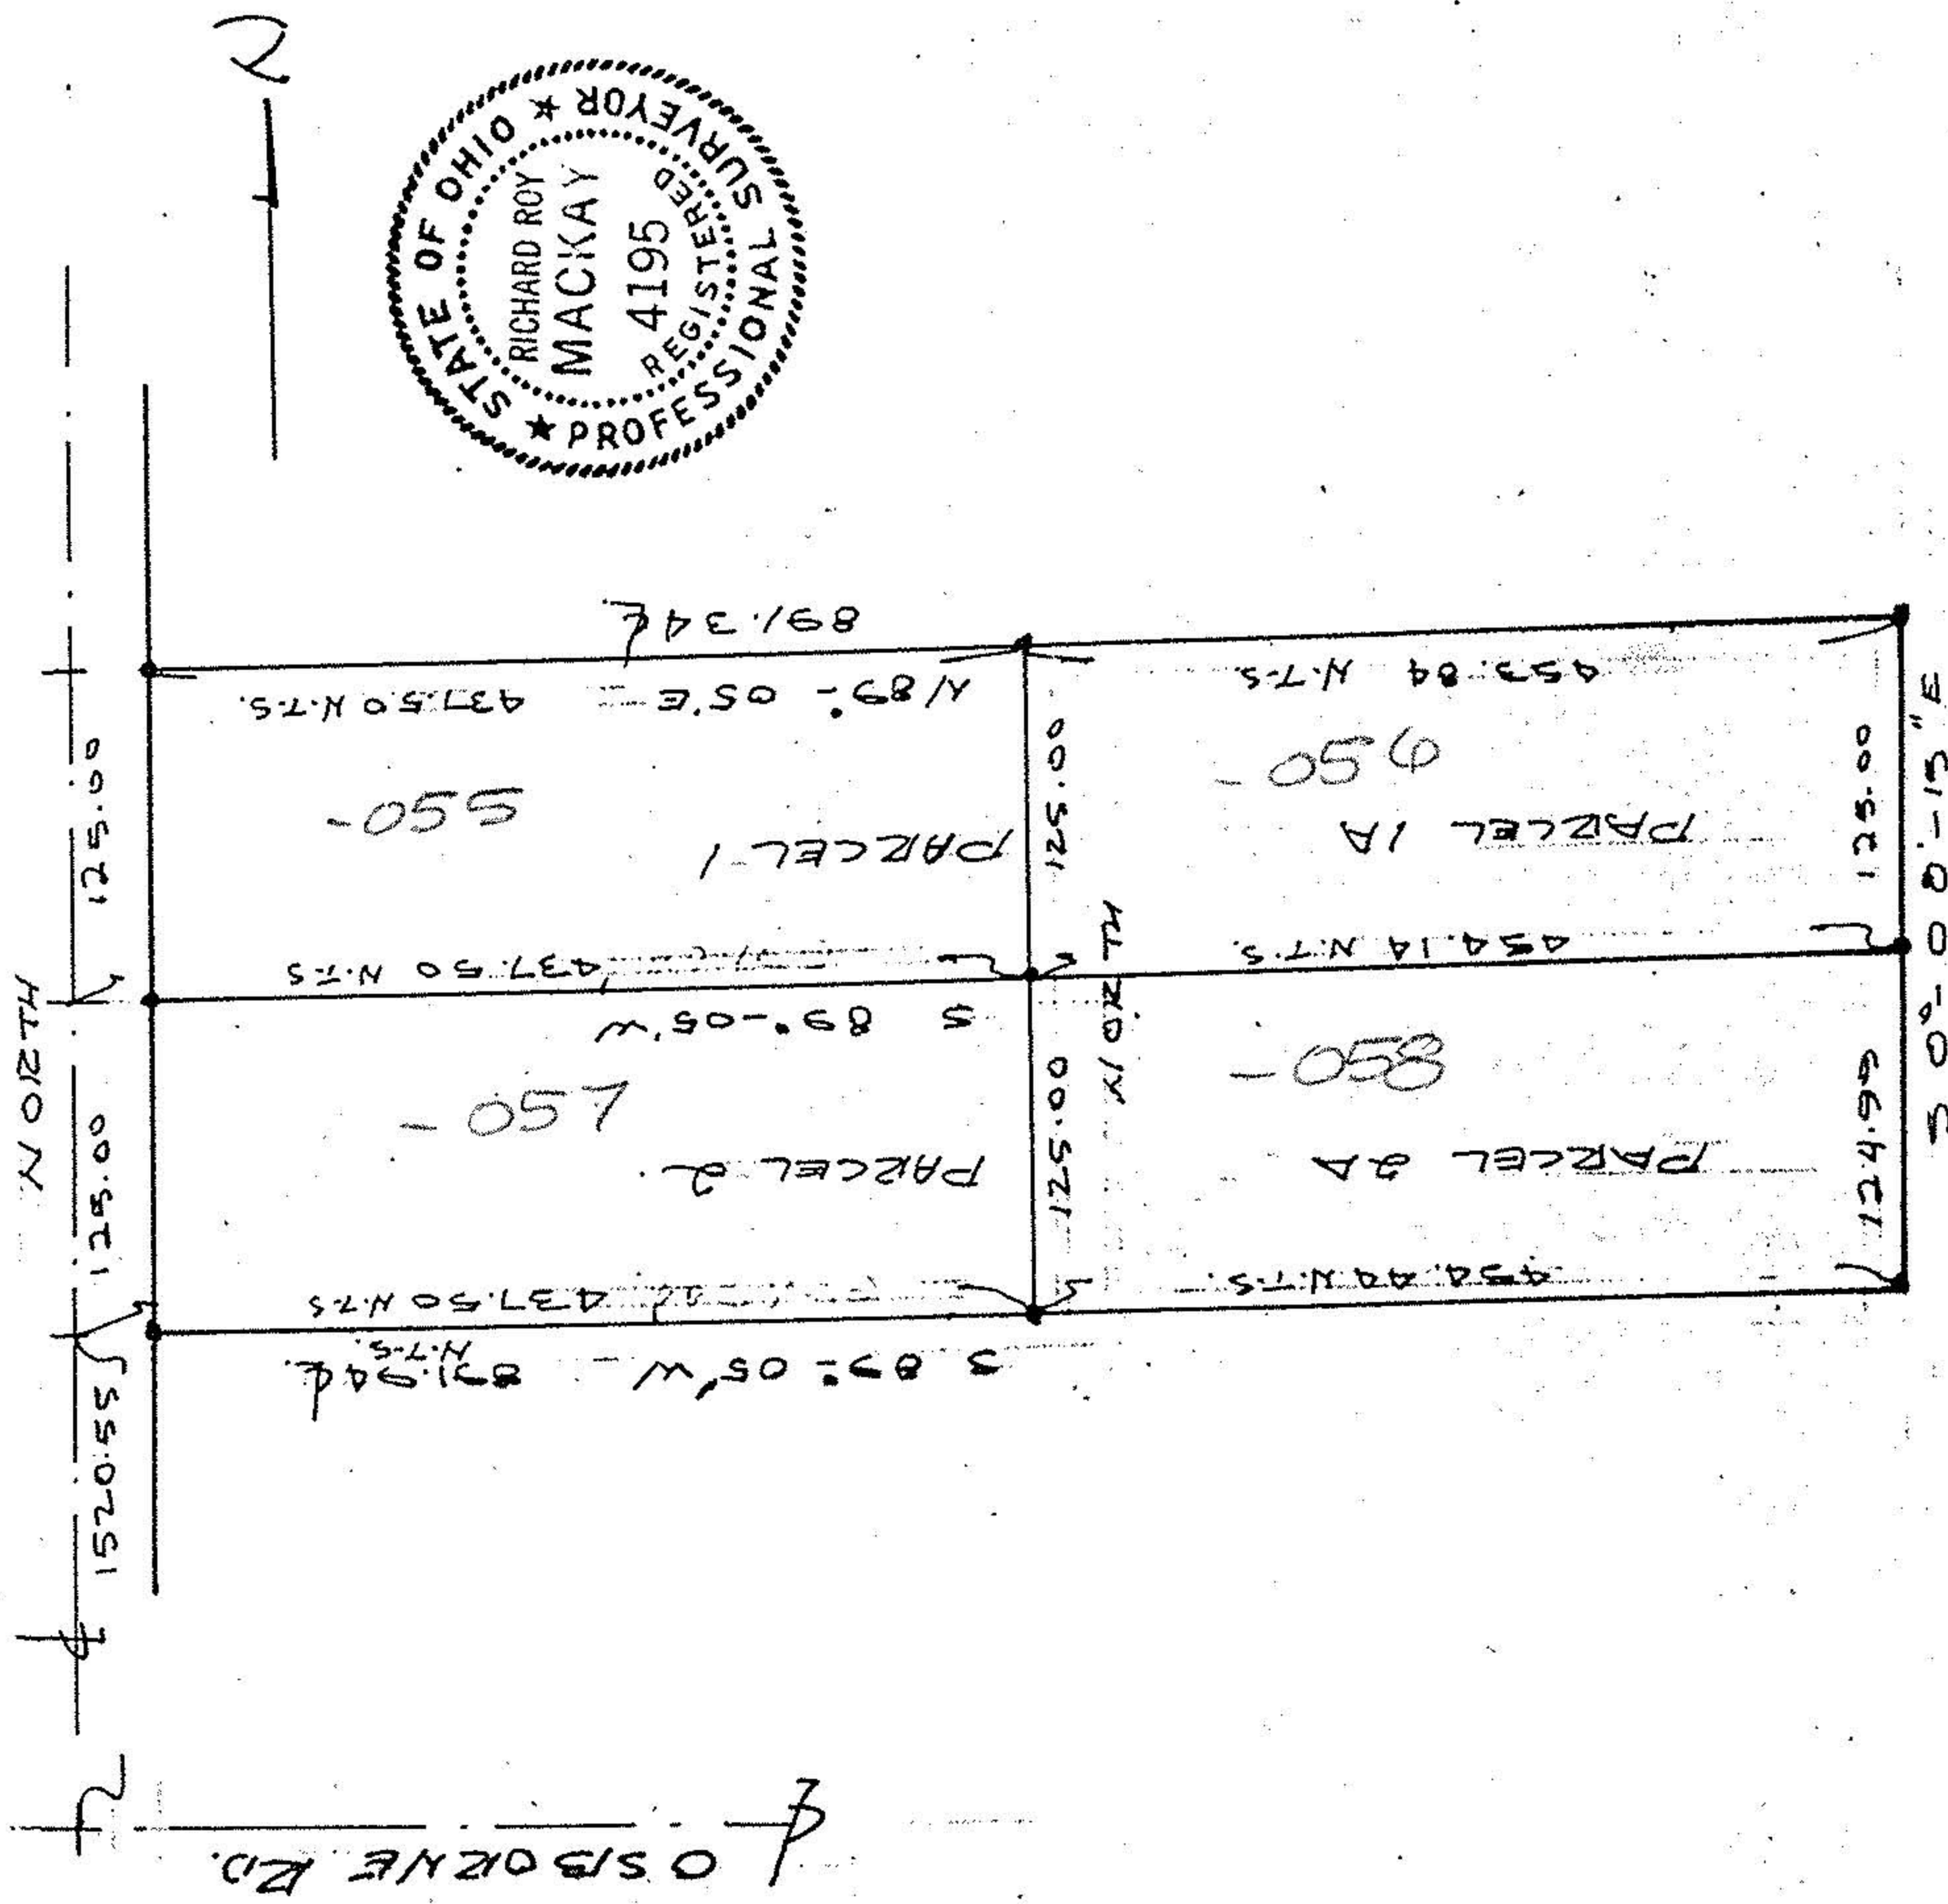 STATE OF OHIO
RICHARD ROY
MACKAY
4195
REGISTERED
PROFESSIONAL SURVEYOR
891.34 ℄
N 89° - 05' E
437.50 N.T.S.
453.84 N.T.S.
NORTH
125.00
125.00
1520.55
-055
PARCEL 1
125.00
-056
PARCEL 1A
125.00
437.50 N.T.S
454.14 N.T.S.
S 89° - 05' W
NORTH
-057
PARCEL 2
125.00
-058
PARCEL 2A
124.99
S 0° - 08' - 15" E
437.50 N.T.S
454.44 N.T.S.
S 89° - 05' W
891.94 ℄
N.T.S.
OSBORNE RD.
℄